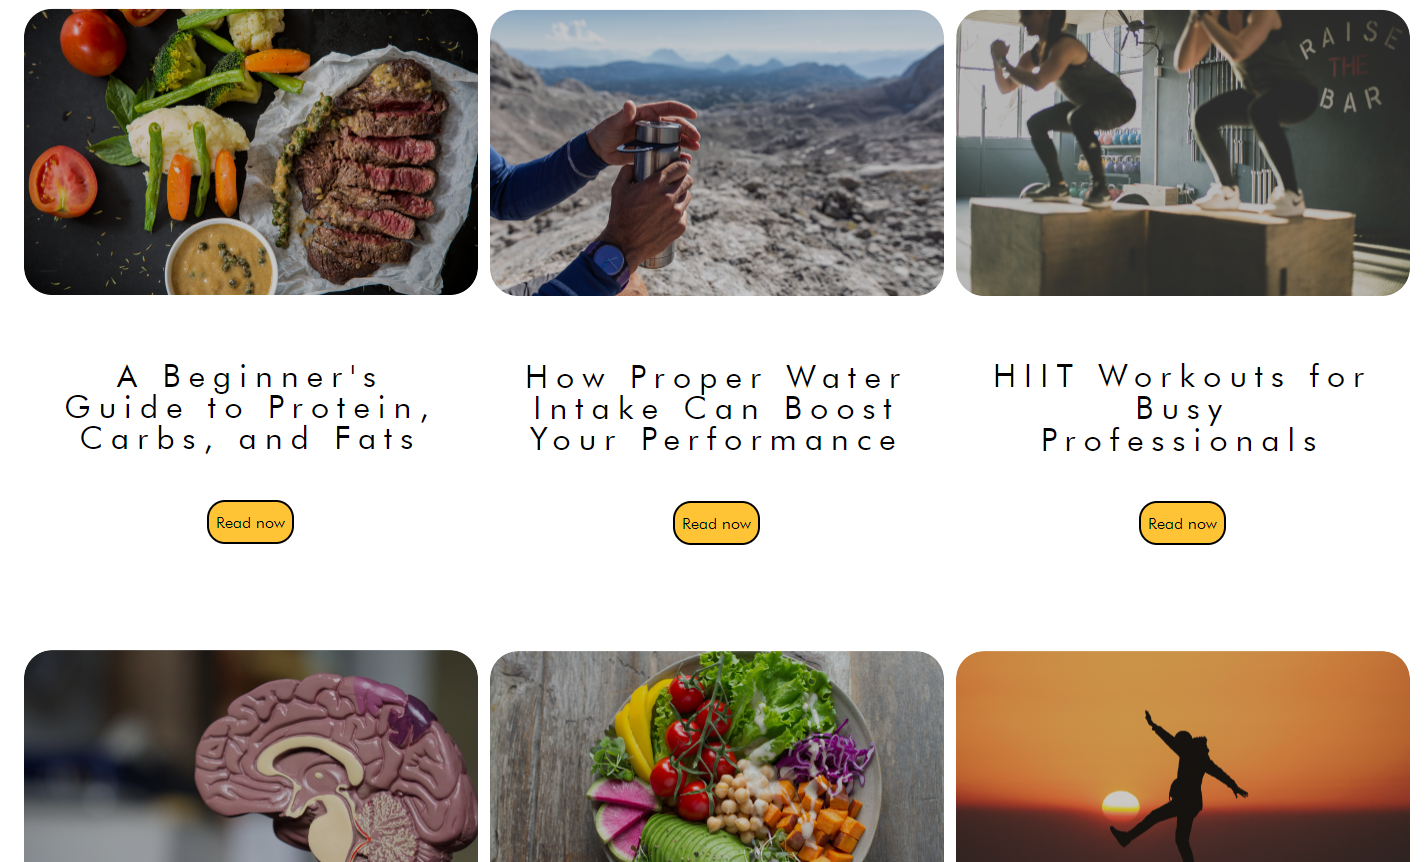 RAISE
THE
BAR
A Beginner's
Guide to Protein,
Carbs, and Fats
How Proper Water
Intake Can Boost
Your Performance
HIIT Workouts for
Busy
Professionals
Read now
Read now
Read now